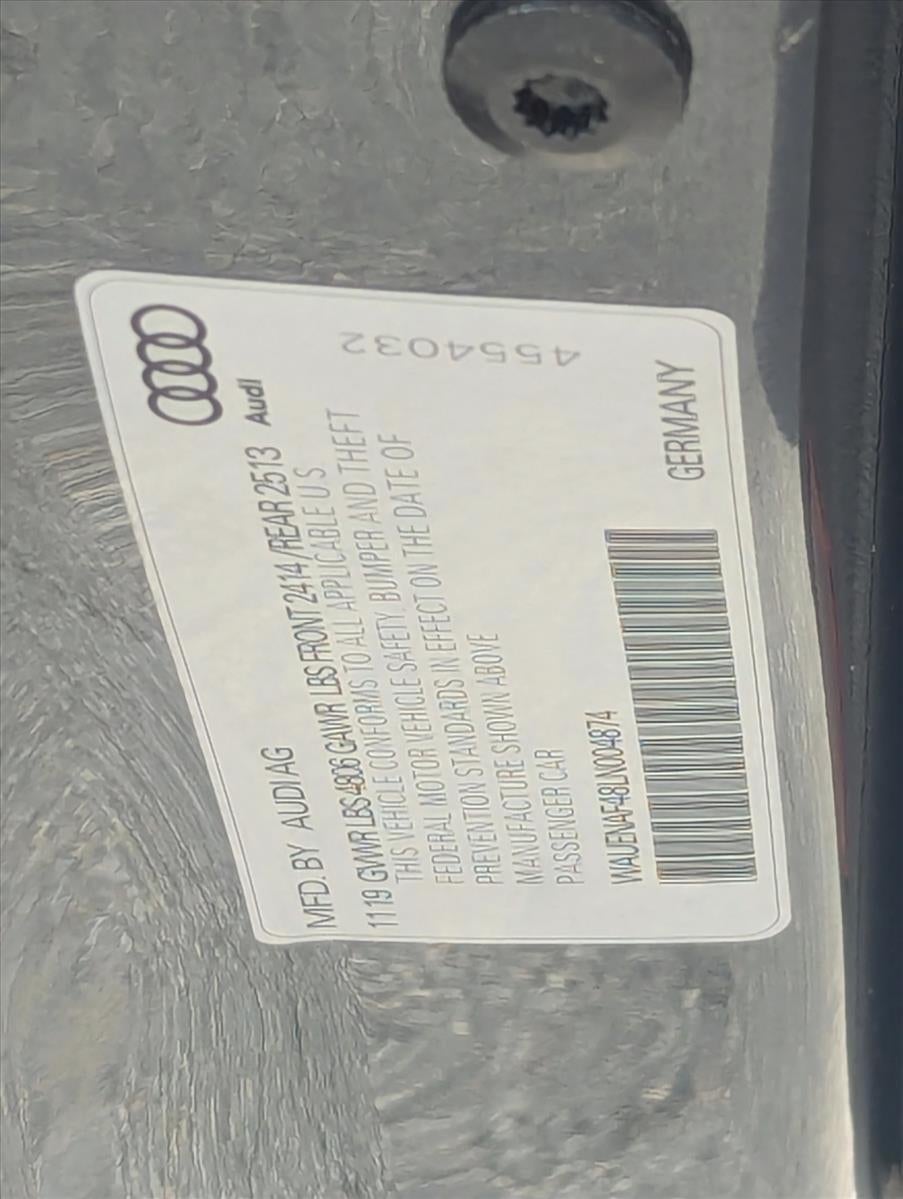 Audi
MFD. BY AUDI AG
1119 GVWR LBS 4806 GAWR LBS FRONT 2414/REAR 2513
THIS VEHICLE CONFORMS TO ALL APPLICABLE U.S.
FEDERAL MOTOR VEHICLE SAFETY, BUMPER AND THEFT
PREVENTION STANDARDS IN EFFECT ON THE DATE OF
MANUFACTURE SHOWN ABOVE
PASSENGER CAR
WAUENAF48LN004874
GERMANY
4554032